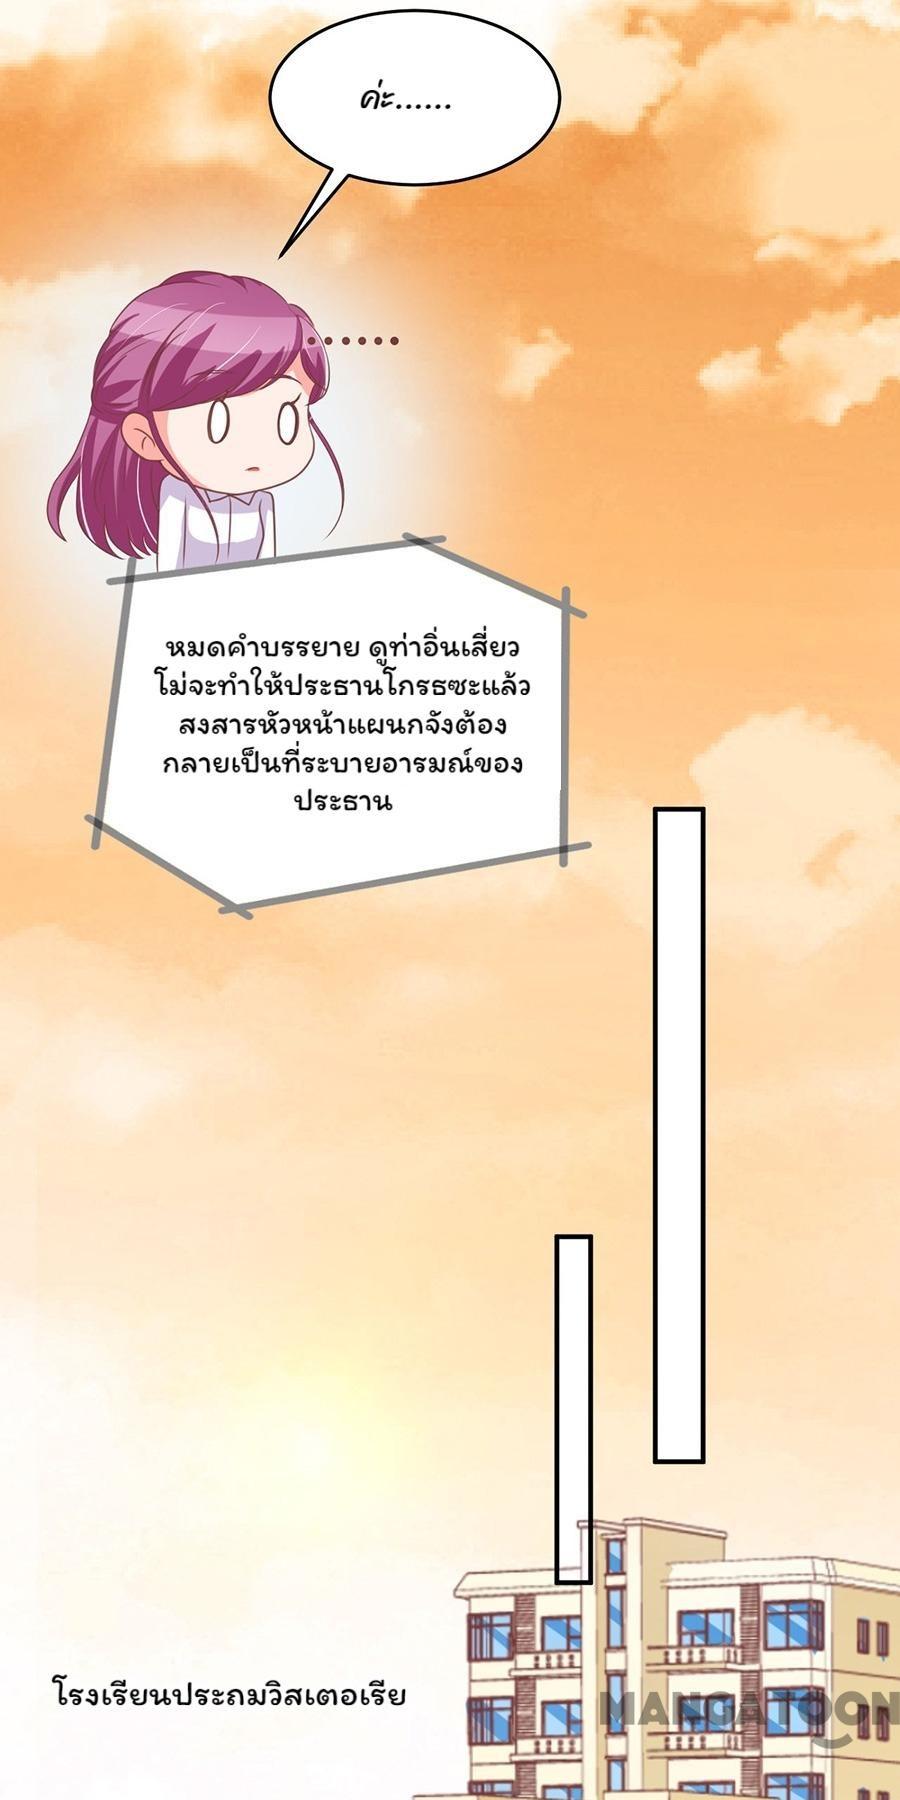 ค่ะ......
......
หมดคำบรรยาย ดูท่าอิ่นเสี่ยว
โม่จะทำให้ประธานโกรธซะแล้ว
สงสารหัวหน้าแผนกจังต้อง
กลายเป็นที่ระบายอารมณ์ของ
ประธาน
โรงเรียนประถมวิสเตอเรีย
MANGATOON